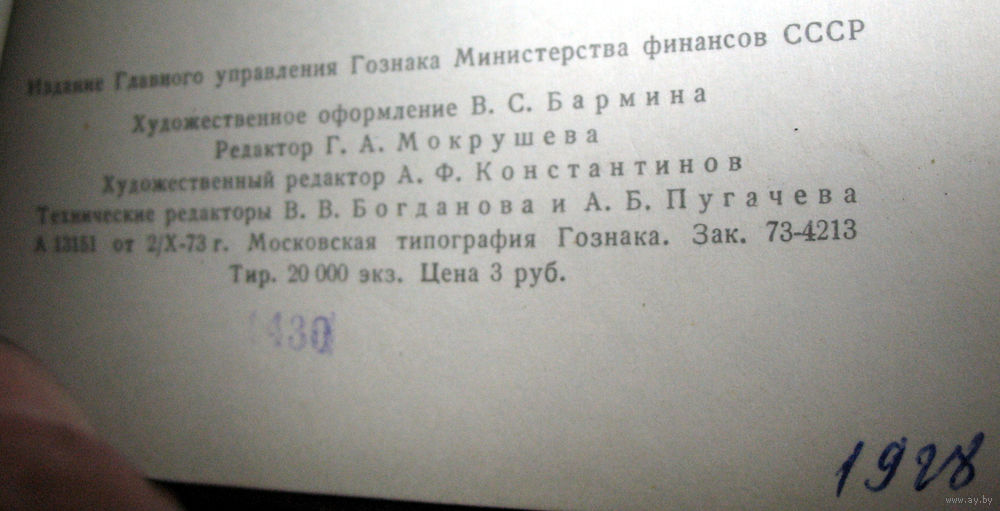 Издание Главного управления Гознака Министерства финансов СССР
Художественное оформление В. С. Бармина
Редактор Г. А. Мокрушева
Художественный редактор А. Ф. Константинов
Технические редакторы В. В. Богданова и А. Б. Пугачева
А 13151 от 2/X-73 г. Московская типография Гознака. Зак. 73-4213
Тир. 20 000 экз. Цена 3 руб.
1928
www.ay.by